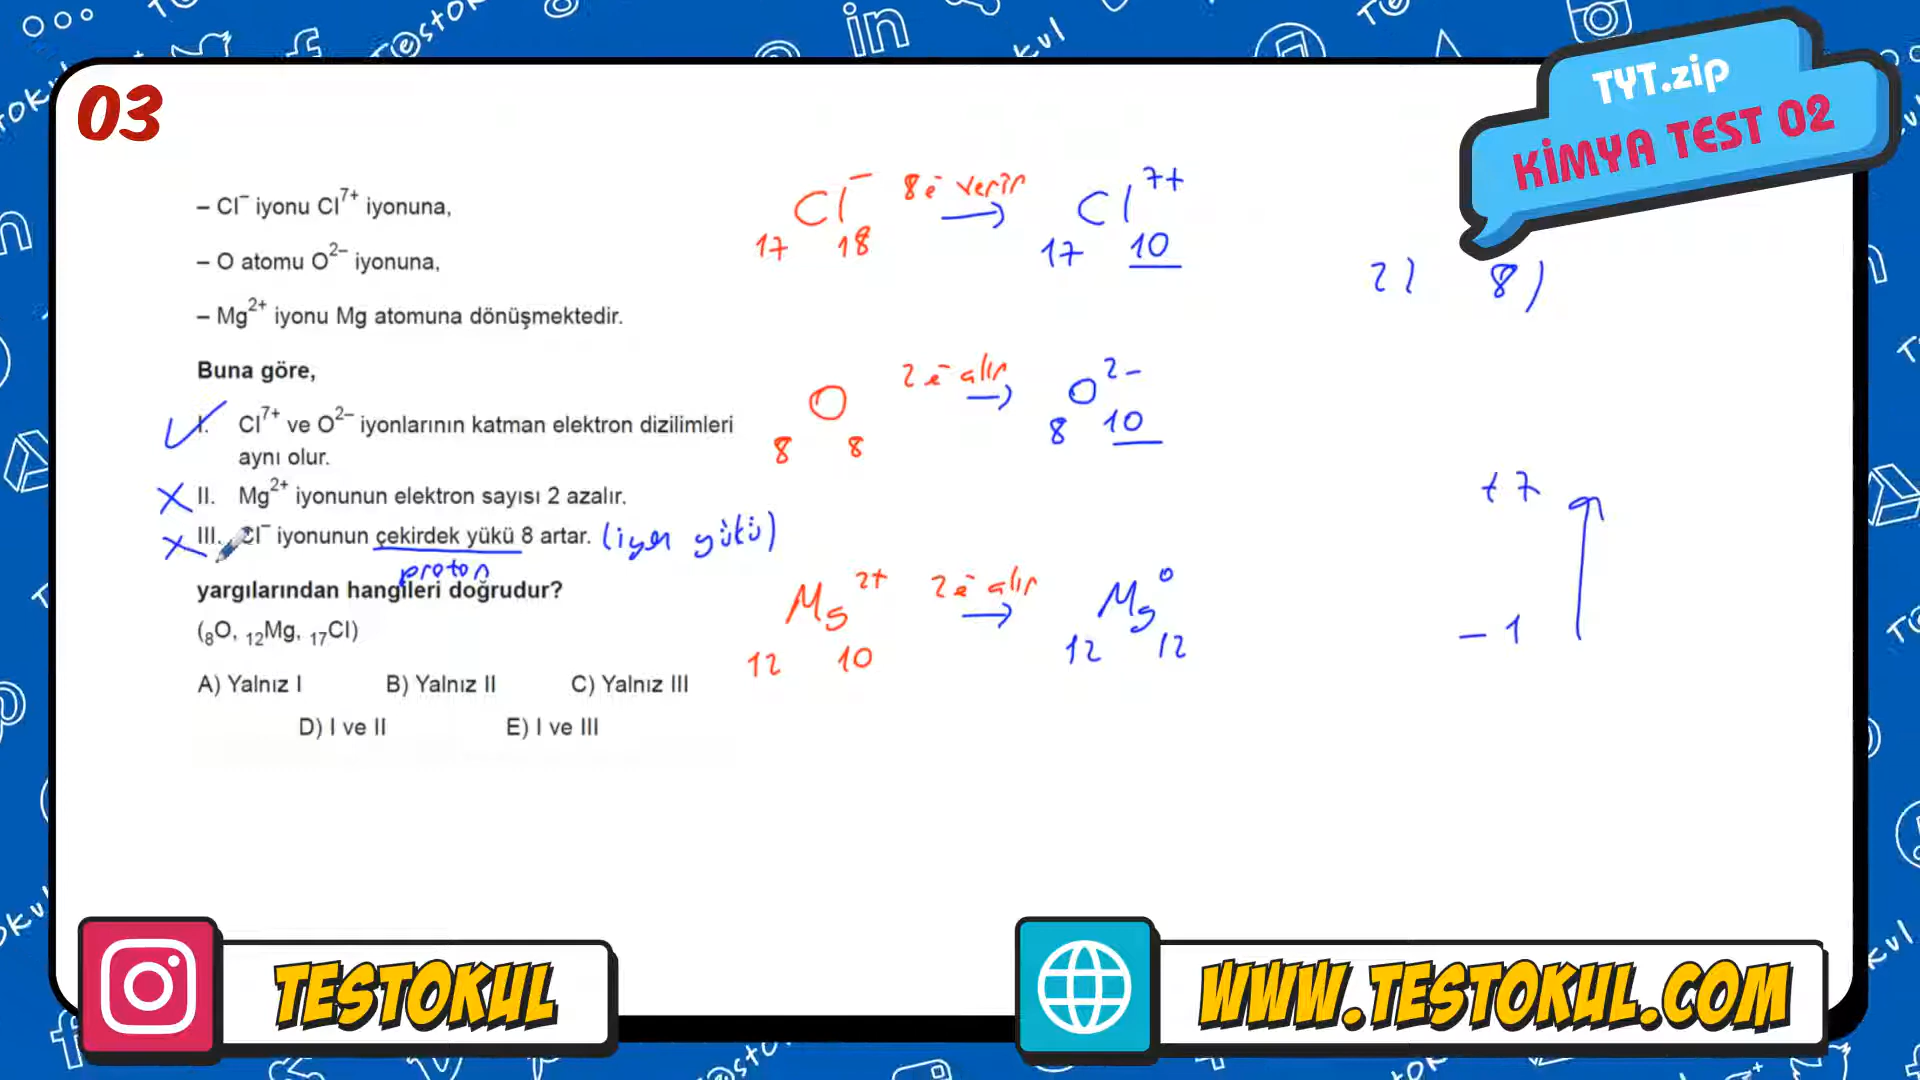 03
TYT.zip
KİMYA TEST 02
– Cl⁻ iyonu Cl⁷⁺ iyonuna,
– O atomu O²⁻ iyonuna,
– Mg²⁺ iyonu Mg atomuna dönüşmektedir.
Buna göre,
I. Cl⁷⁺ ve O²⁻ iyonlarının katman elektron dizilimleri
aynı olur.
II. Mg²⁺ iyonunun elektron sayısı 2 azalır.
III. Cl⁻ iyonunun çekirdek yükü 8 artar. (iyon yükü)
proton
yargılarından hangileri doğrudur?
(₈O, ₁₂Mg, ₁₇Cl)
A) Yalnız I B) Yalnız II C) Yalnız III
D) I ve II E) I ve III
Cl⁻ 8e⁻ verir → Cl⁷⁺
17 18 17 10
2) 8)
O 2e⁻ alır → O²⁻
8 8 8 10
Mg²⁺ 2e⁻ alır → Mg⁰
12 10 12 12
+7
–1
TESTOKUL
WWW.TESTOKUL.COM